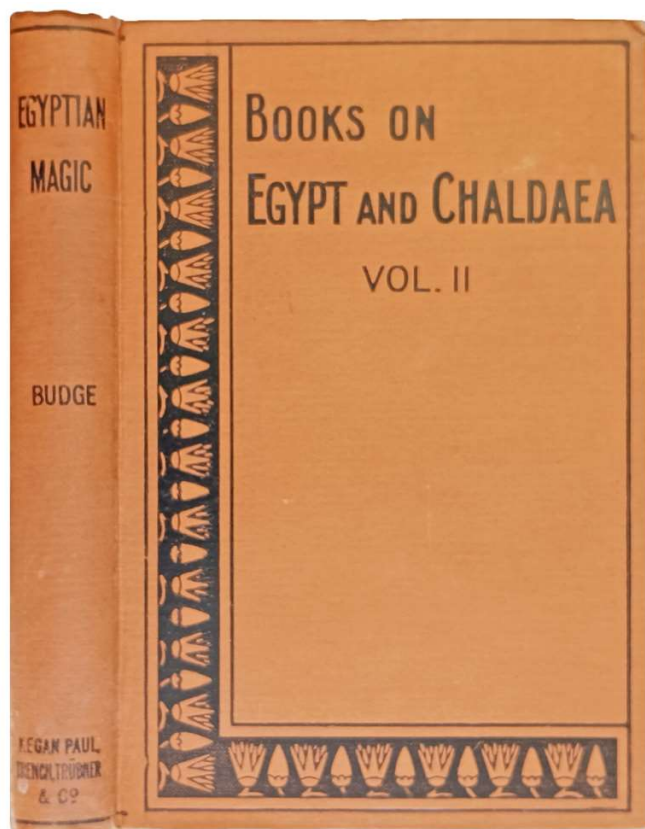 EGYPTIAN
MAGIC
BUDGE
KEGAN PAUL,
TRENCH, TRÜBNER
& Cº
BOOKS ON
EGYPT AND CHALDAEA
VOL. II